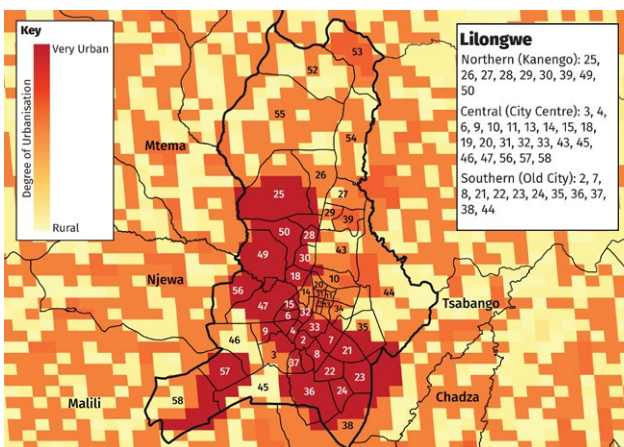 Key
Very Urban
Degree of Urbanisation
Rural
Lilongwe
Northern (Kanengo): 25,
26, 27, 28, 29, 30, 39, 49,
50
Central (City Centre): 3, 4,
6, 9, 10, 11, 13, 14, 15, 18,
19, 20, 31, 32, 33, 43, 45,
46, 47, 56, 57, 58
Southern (Old City): 2, 7,
8, 21, 22, 23, 24, 35, 36, 37,
38, 44
53
52
55
Mtema
54
26
25
27
29
39
50
28
43
49
30
18
10
Njewa
20
56
14
44
47
15
34
Tsabango
6
32
33
35
9
4
46
2
7
3
8
21
37
57
22
23
45
36
24
58
Malili
Chadza
38